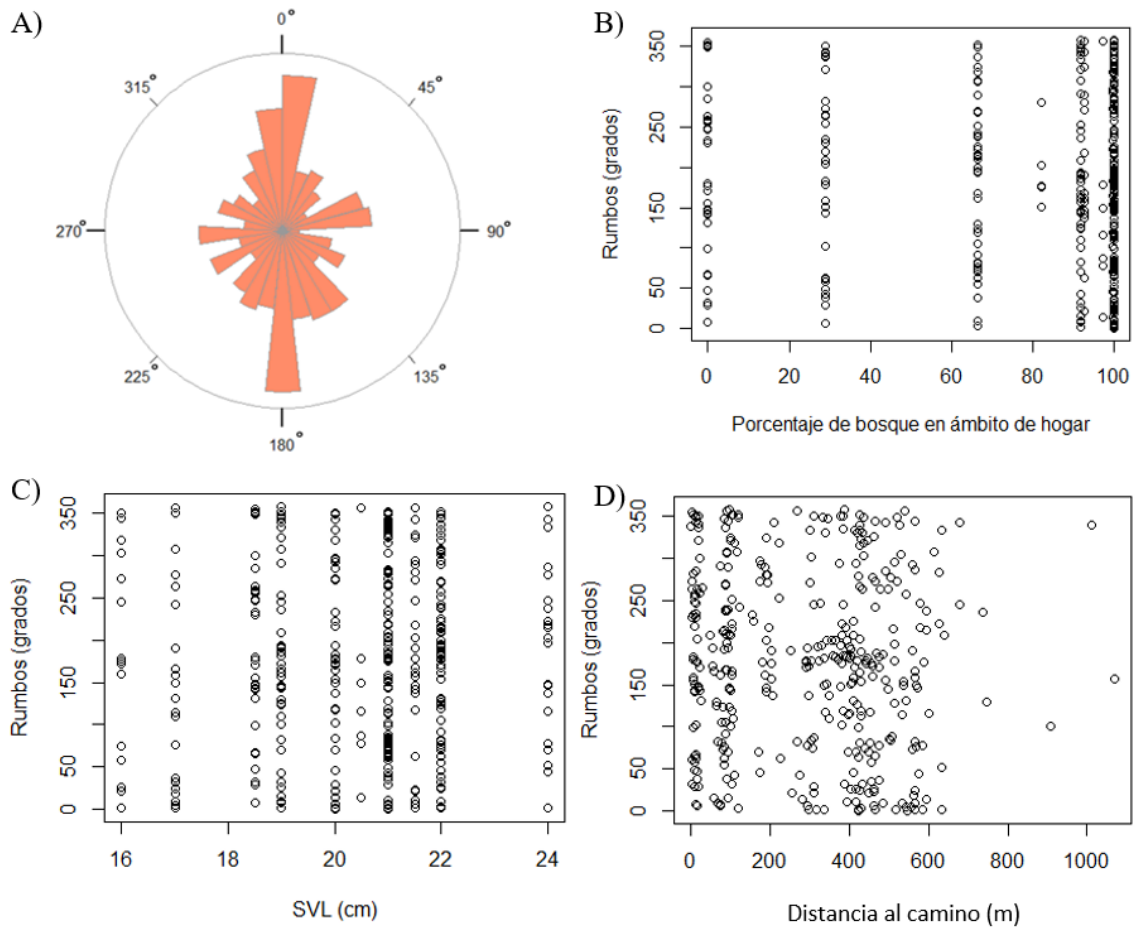 A)
0°
45°
90°
135°
180°
225°
270°
315°
B)
Rumbos (grados)
0 50 150 250 350
0 20 40 60 80 100
Porcentaje de bosque en ámbito de hogar
C)
Rumbos (grados)
0 50 150 250 350
16 18 20 22 24
SVL (cm)
D)
Rumbos (grados)
0 50 150 250 350
0 200 400 600 800 1000
Distancia al camino (m)